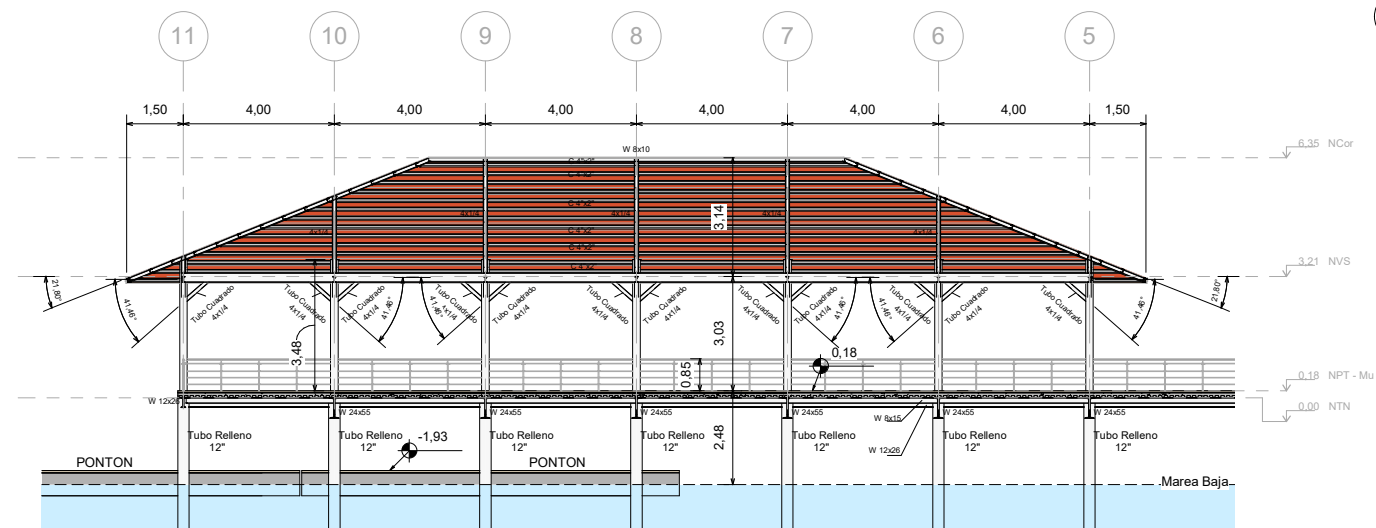 11 10 9 8 7 6 5
1,50 4,00 4,00 4,00 4,00 4,00 4,00 1,50
W 8x10
6,35 NCor
C 4"x2"
C 4"x2"
C 4"x2"
4x1/4 4x1/4 4x1/4
3,14
C 4"x2"
4x1/4 4x1/4
C 4"x2"
C 4"x2"
3,21 NVS
21,80° 21,80°
41,46° 41,46° 41,46° 41,46° 41,46° 41,46°
Tubo Cuadrado 4x1/4
Tubo Cuadrado 4x1/4
Tubo Cuadrado 4x1/4
Tubo Cuadrado 4x1/4
Tubo Cuadrado 4x1/4
Tubo Cuadrado 4x1/4
Tubo Cuadrado 4x1/4
Tubo Cuadrado 4x1/4
Tubo Cuadrado 4x1/4
Tubo Cuadrado 4x1/4
Tubo Cuadrado 4x1/4
Tubo Cuadrado 4x1/4
3,48
3,03
0,85
0,18
0,18 NPT - Mu
W 12x26
W 24x55 W 24x55 W 24x55 W 24x55 W 24x55 W 24x55
W 8x15
0,00 NTN
Tubo Relleno 12"
Tubo Relleno 12"
Tubo Relleno 12"
Tubo Relleno 12"
Tubo Relleno 12"
Tubo Relleno 12"
Tubo Relleno 12"
-1,93
2,48
W 12x26
PONTON PONTON
Marea Baja